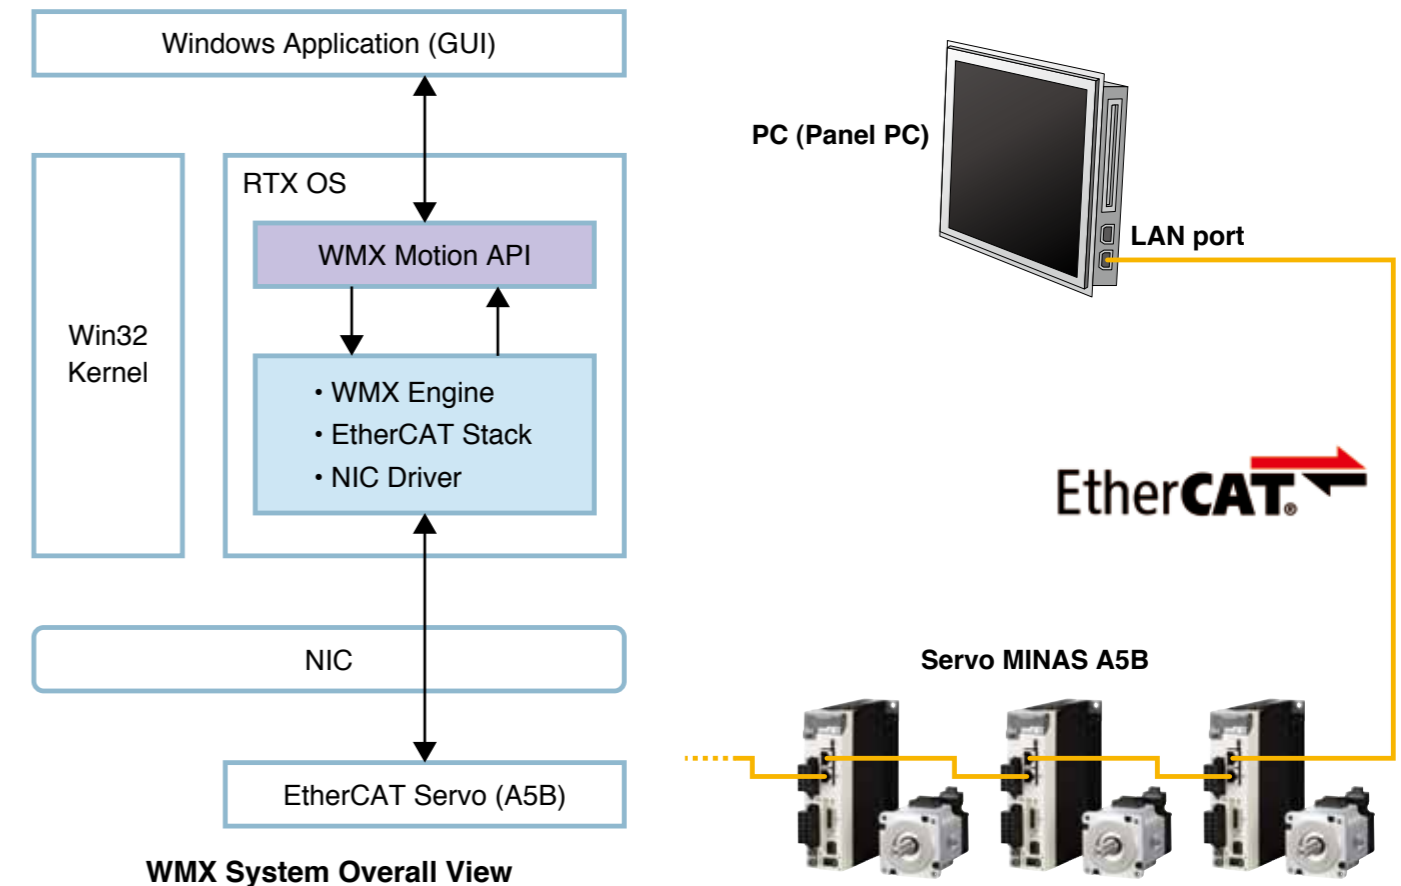 Windows Application (GUI)
RTX OS
WMX Motion API
Win32
Kernel
• WMX Engine
• EtherCAT Stack
• NIC Driver
NIC
EtherCAT Servo (A5B)
WMX System Overall View
PC (Panel PC)
LAN port
EtherCAT®
Servo MINAS A5B